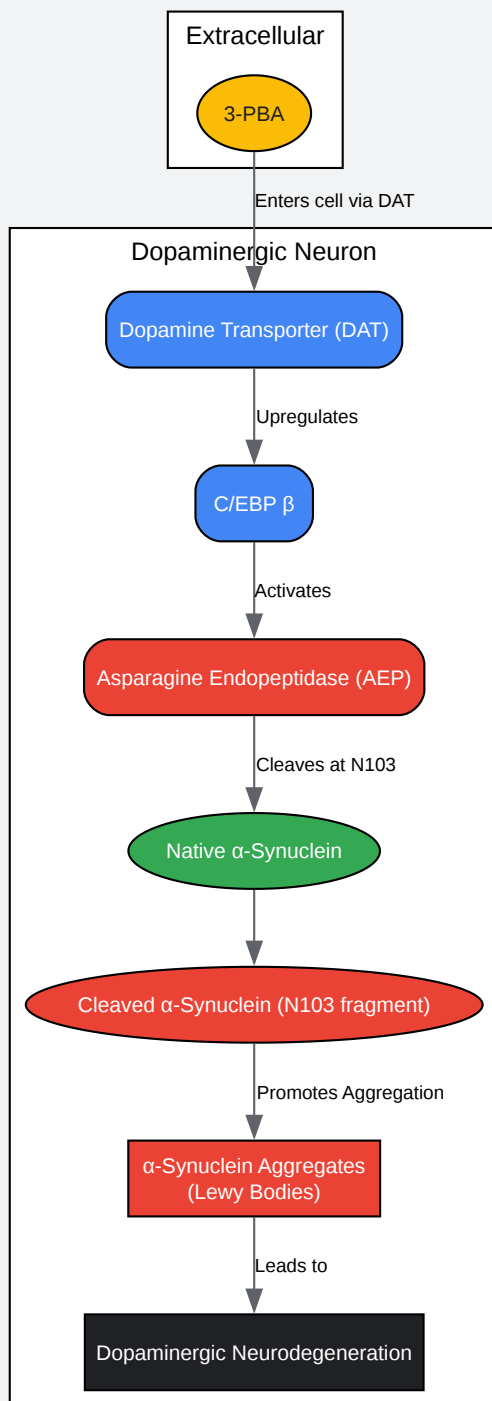 Extracellular
3-PBA
Enters cell via DAT
Dopaminergic Neuron
Dopamine Transporter (DAT)
Upregulates
C/EBP β
Activates
Asparagine Endopeptidase (AEP)
Cleaves at N103
Native α-Synuclein
Cleaved α-Synuclein (N103 fragment)
Promotes Aggregation
α-Synuclein Aggregates
(Lewy Bodies)
Leads to
Dopaminergic Neurodegeneration